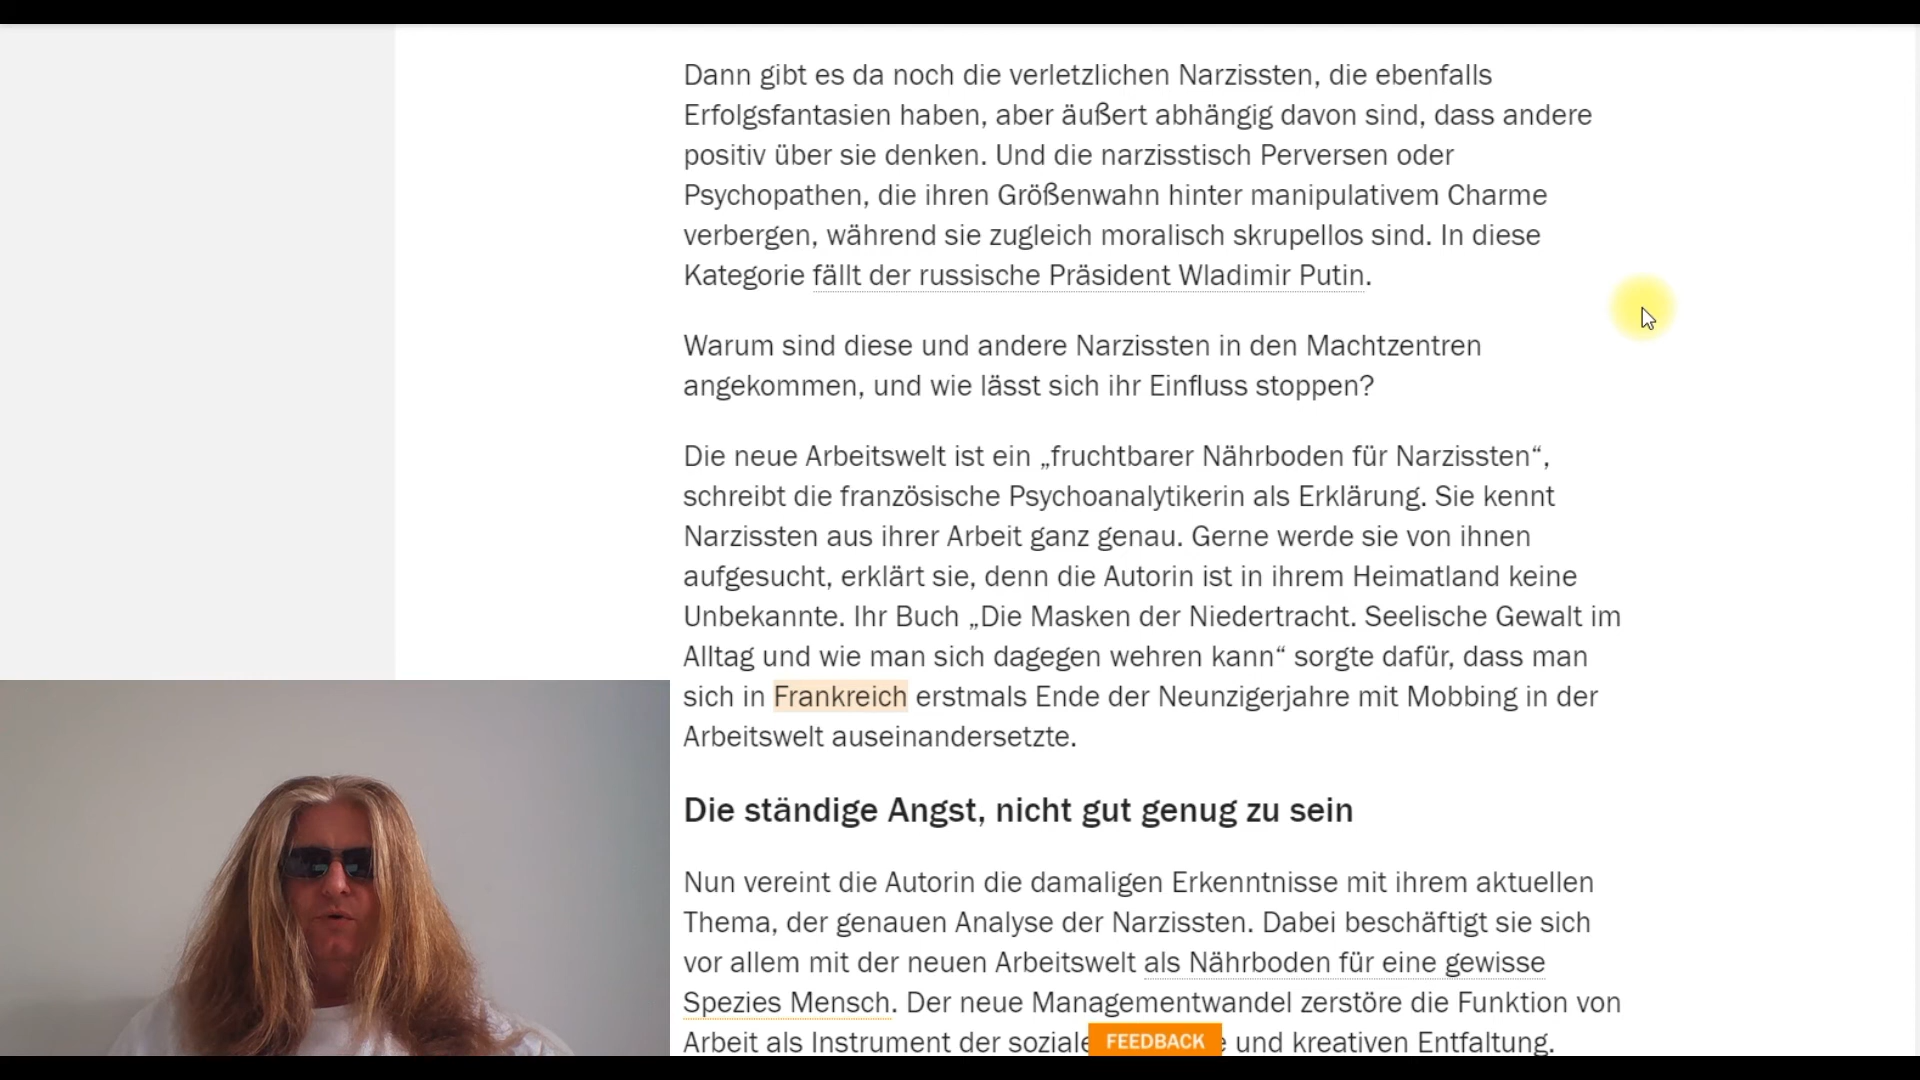 Dann gibt es da noch die verletzlichen Narzissten, die ebenfalls
Erfolgsfantasien haben, aber äußert abhängig davon sind, dass andere
positiv über sie denken. Und die narzisstisch Perversen oder
Psychopathen, die ihren Größenwahn hinter manipulativem Charme
verbergen, während sie zugleich moralisch skrupellos sind. In diese
Kategorie fällt der russische Präsident Wladimir Putin.
Warum sind diese und andere Narzissten in den Machtzentren
angekommen, und wie lässt sich ihr Einfluss stoppen?
Die neue Arbeitswelt ist ein „fruchtbarer Nährboden für Narzissten“,
schreibt die französische Psychoanalytikerin als Erklärung. Sie kennt
Narzissten aus ihrer Arbeit ganz genau. Gerne werde sie von ihnen
aufgesucht, erklärt sie, denn die Autorin ist in ihrem Heimatland keine
Unbekannte. Ihr Buch „Die Masken der Niedertracht. Seelische Gewalt im
Alltag und wie man sich dagegen wehren kann“ sorgte dafür, dass man
sich in Frankreich erstmals Ende der Neunzigerjahre mit Mobbing in der
Arbeitswelt auseinandersetzte.
Die ständige Angst, nicht gut genug zu sein
Nun vereint die Autorin die damaligen Erkenntnisse mit ihrem aktuellen
Thema, der genauen Analyse der Narzissten. Dabei beschäftigt sie sich
vor allem mit der neuen Arbeitswelt als Nährboden für eine gewisse
Spezies Mensch. Der neue Managementwandel zerstöre die Funktion von
Arbeit als Instrument der soziale FEEDBACK und kreativen Entfaltung.